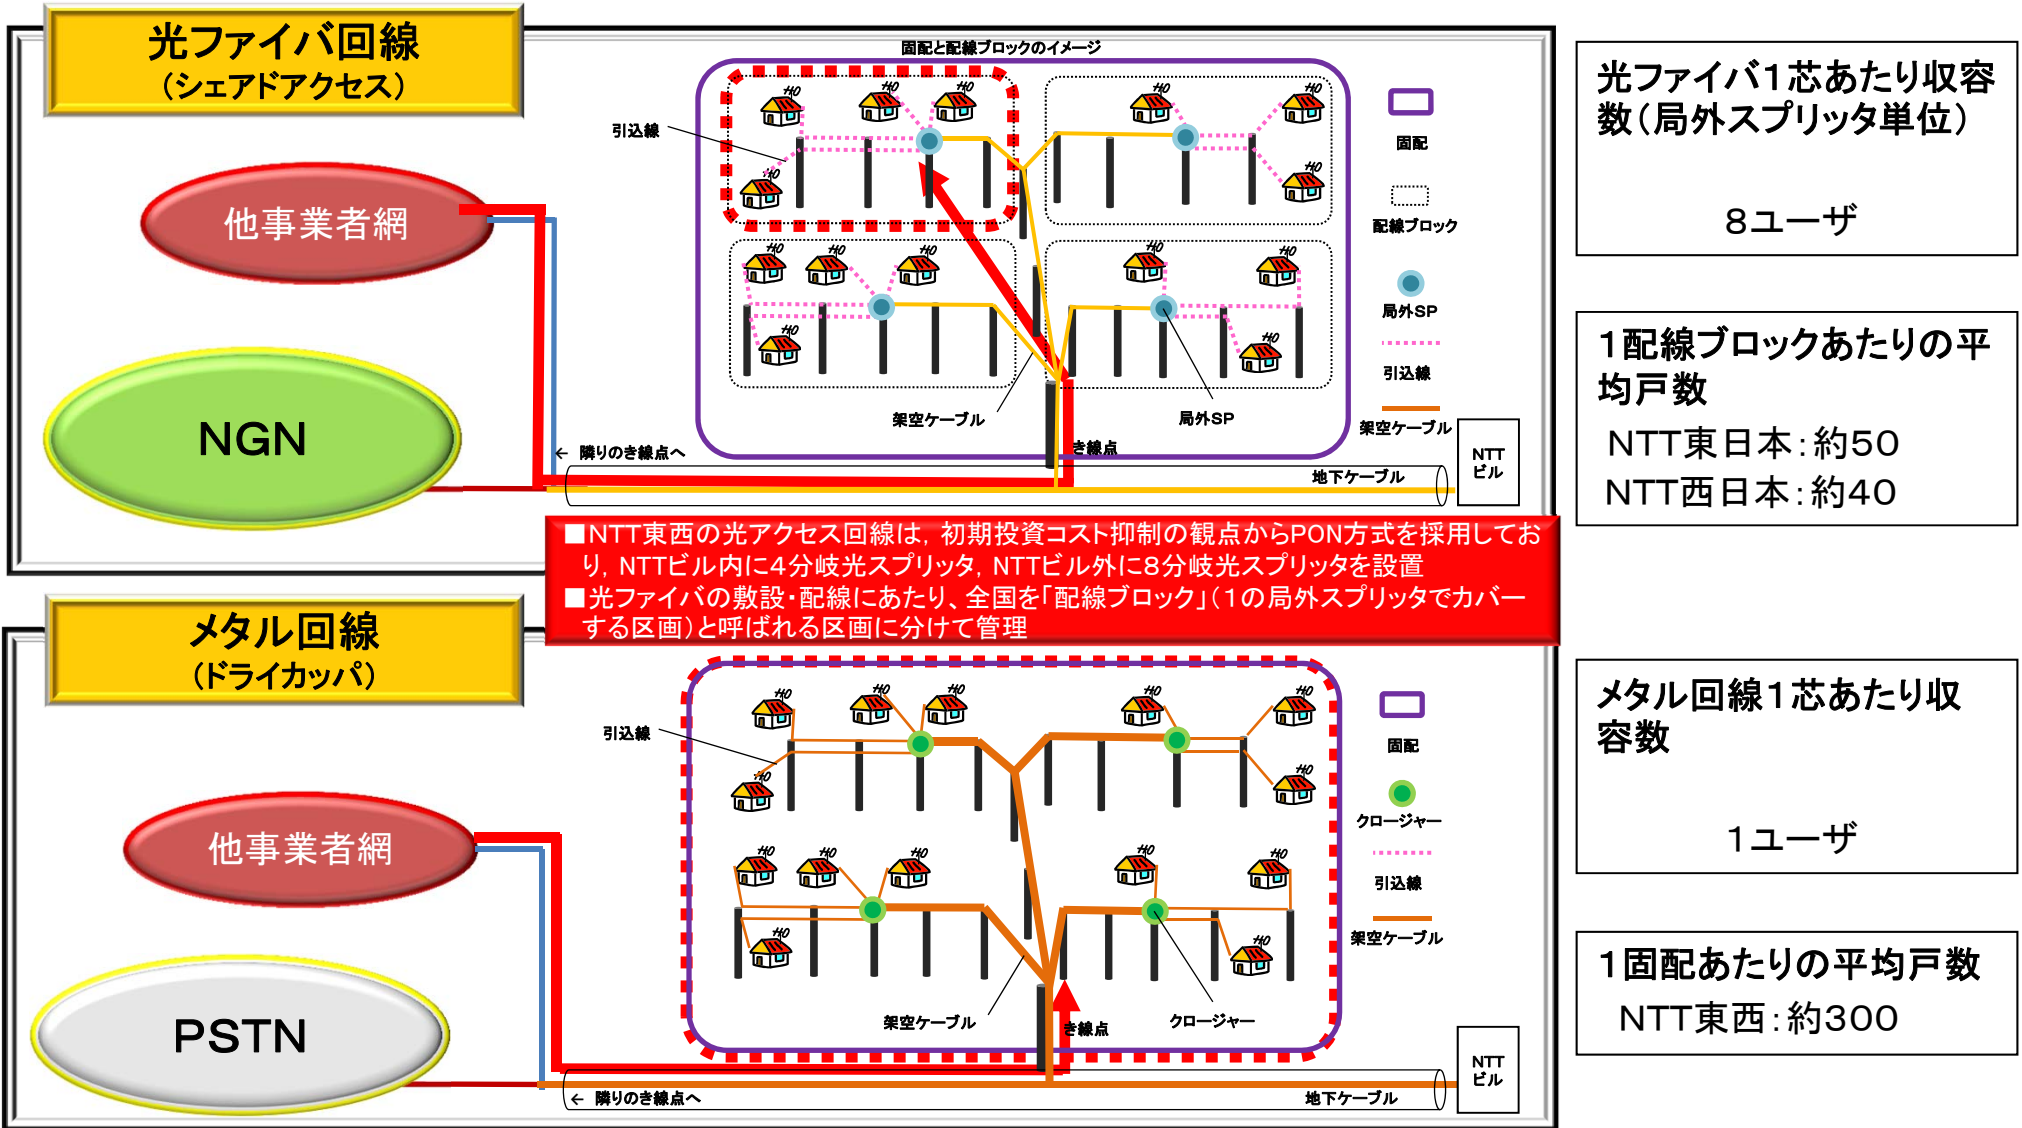 光ファイバ回線
（シェアドアクセス）
固配と配線ブロックのイメージ
引込線
他事業者網
NGN
架空ケーブル
局外SP
き線点
← 隣りのき線点へ
地下ケーブル
NTT
ビル
固配
配線ブロック
局外SP
引込線
架空ケーブル
光ファイバ１芯あたり収容
数（局外スプリッタ単位）
８ユーザ
１配線ブロックあたりの平
均戸数
NTT東日本：約50
NTT西日本：約40
■NTT東西の光アクセス回線は，初期投資コスト抑制の観点からPON方式を採用してお
り，NTTビル内に４分岐光スプリッタ，NTTビル外に８分岐光スプリッタを設置
■光ファイバの敷設・配線にあたり、全国を「配線ブロック」（１の局外スプリッタでカバー
する区画）と呼ばれる区画に分けて管理
メタル回線
（ドライカッパ）
引込線
他事業者網
PSTN
架空ケーブル
クロージャー
き線点
← 隣りのき線点へ
地下ケーブル
NTT
ビル
固配
クロージャー
引込線
架空ケーブル
メタル回線１芯あたり収
容数
１ユーザ
１固配あたりの平均戸数
NTT東西：約300